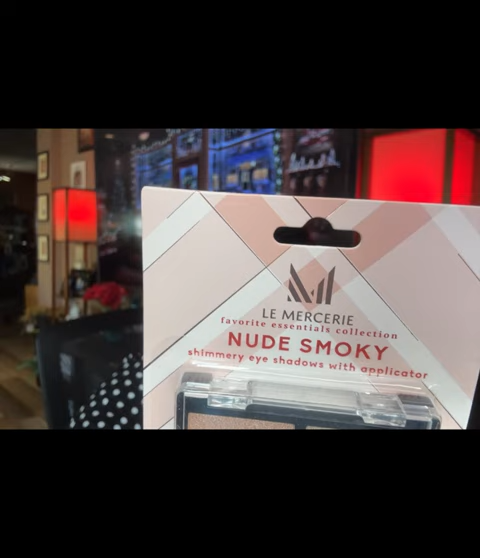 LE MERCERIE
favorite essentials collection
NUDE SMOKY
shimmery eye shadows with applicator